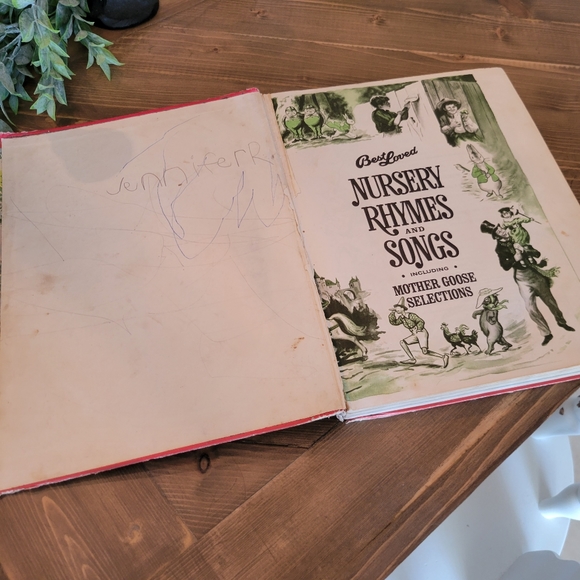 Jennifer R
Best Loved
NURSERY
RHYMES
AND
SONGS
• INCLUDING •
MOTHER GOOSE
SELECTIONS